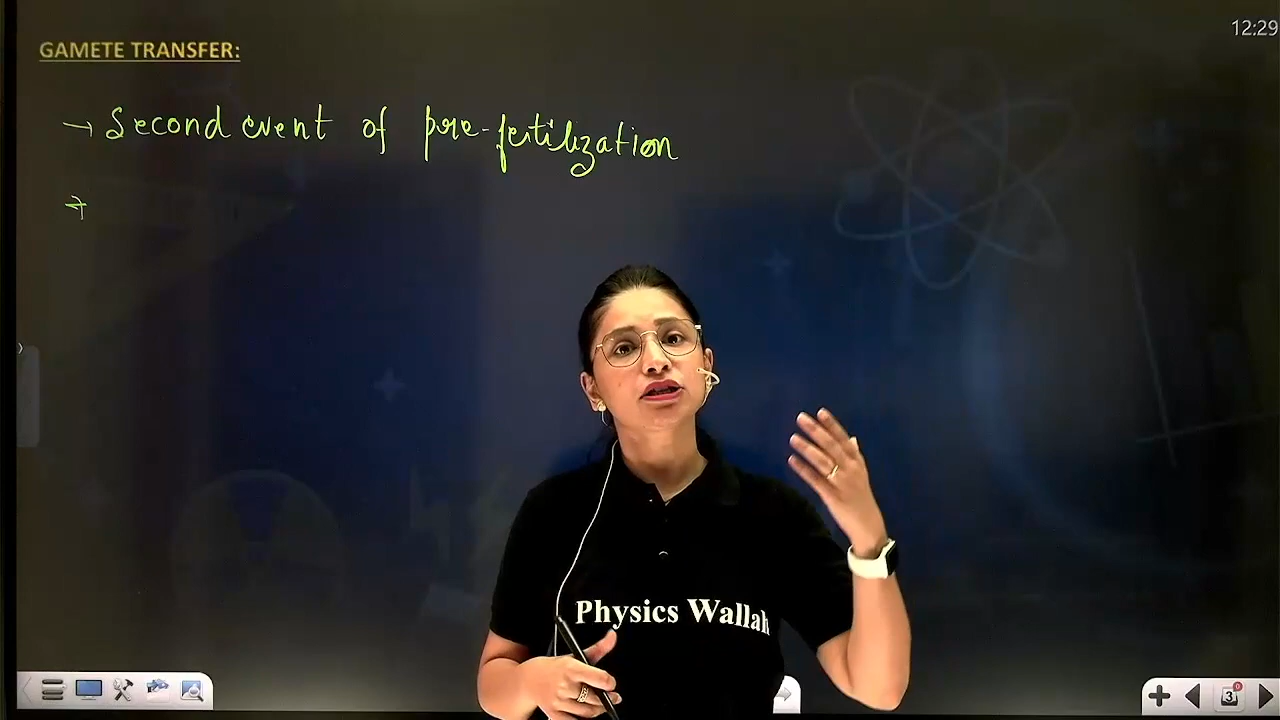 12:29
GAMETE TRANSFER:
→ Second event of pre-fertilization
→
Physics Wallah
3